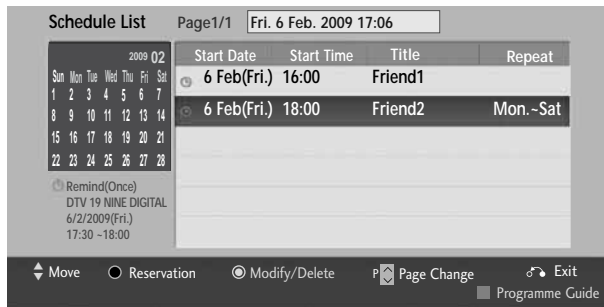 Schedule List Page1/1 Fri. 6 Feb. 2009 17:06
2009 02
Sun Mon Tue Wed Thu Fri Sat
1 2 3 4 5 6 7
8 9 10 11 12 13 14
15 16 17 18 19 20 21
22 23 24 25 26 27 28
Remind(Once)
DTV 19 NINE DIGITAL
6/2/2009(Fri.)
17:30 ~18:00
Start Date Start Time Title Repeat
6 Feb(Fri.) 16:00 Friend1
6 Feb(Fri.) 18:00 Friend2 Mon.~Sat
Move Reservation Modify/Delete P Page Change Exit
Programme Guide